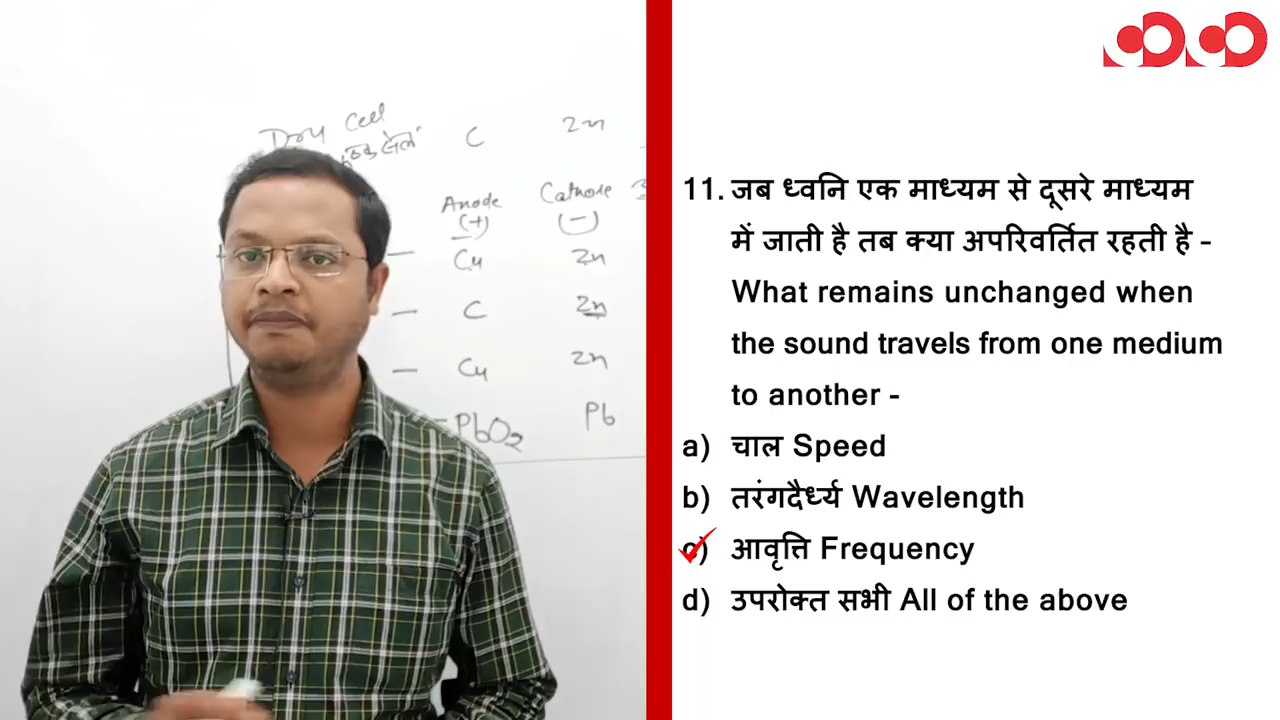 Dry Cell C Zn
Anode Cathode
(+) (-)
— Cu Zn
— C Zn
— Cu Zn
— PbO2 Pb
11. जब ध्वनि एक माध्यम से दूसरे माध्यम
में जाती है तब क्या अपरिवर्तित रहती है -
What remains unchanged when
the sound travels from one medium
to another -
a) चाल Speed
b) तरंगदैर्ध्य Wavelength
c) आवृत्ति Frequency
d) उपरोक्त सभी All of the above